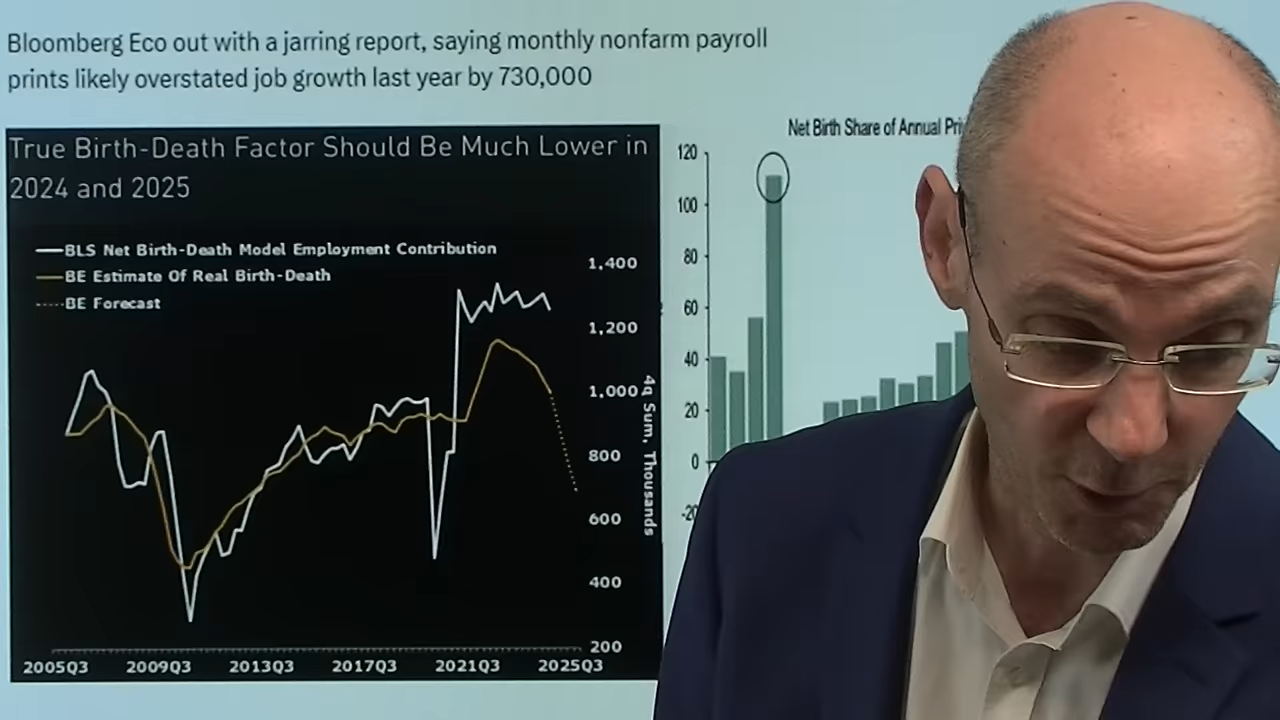 Bloomberg Eco out with a jarring report, saying monthly nonfarm payroll
prints likely overstated job growth last year by 730,000
True Birth-Death Factor Should Be Much Lower in
2024 and 2025
BLS Net Birth-Death Model Employment Contribution
BE Estimate Of Real Birth-Death
BE Forecast
1,400
1,200
1,000
800
600
400
200
4q Sum, Thousands
2005Q3 2009Q3 2013Q3 2017Q3 2021Q3 2025Q3
Net Birth Share of Annual
120
100
80
60
40
20
0